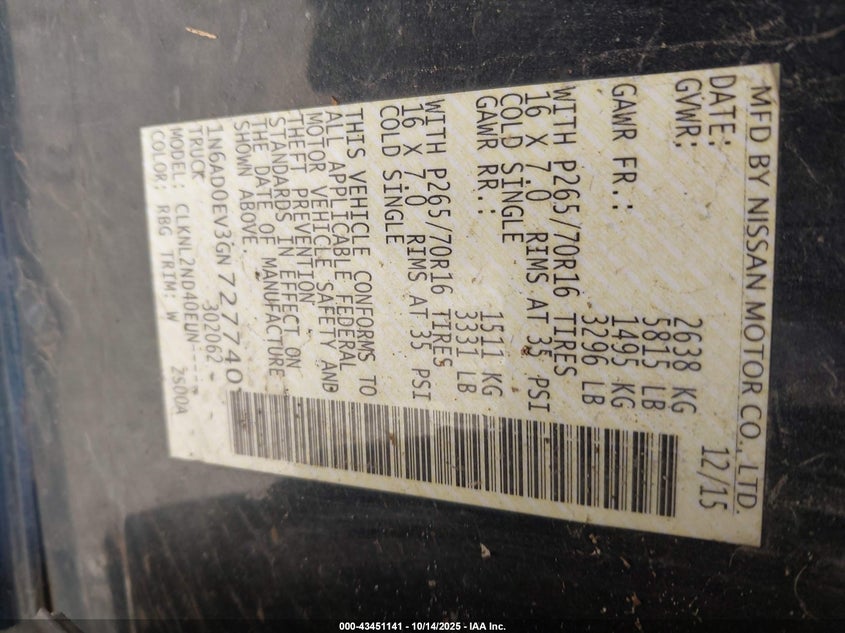 MFD BY NISSAN MOTOR CO., LTD.
DATE: 12/15
GVWR: 2638 KG
5815 LB
GAWR FR.: 1495 KG
3296 LB
WITH P265/70R16 TIRES
16 X 7.0 RIMS AT 35 PSI
COLD SINGLE
GAWR RR.: 1511 KG
3331 LB
WITH P265/70R16 TIRES
16 X 7.0 RIMS AT 35 PSI
COLD SINGLE
THIS VEHICLE CONFORMS TO
ALL APPLICABLE FEDERAL
MOTOR VEHICLE SAFETY AND
THEFT PREVENTION
STANDARDS IN EFFECT ON
THE DATE OF MANUFACTURE
SHOWN ABOVE.
1N6AD0EV3GN727740
TRUCK 302062
MODEL: CLKNL2ND40EUN-----
COLOR: RBG TRIM: W 2S00A
000-43451141 - 10/14/2025 - IAA Inc.